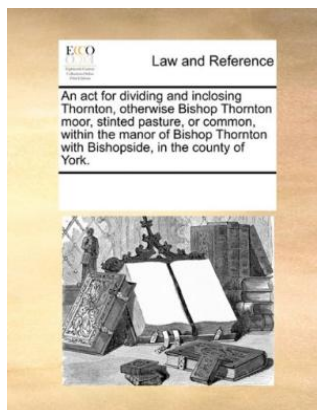 ECCO
Law and Reference
An act for dividing and inclosing
Thornton, otherwise Bishop Thornton
moor, stinted pasture, or common,
within the manor of Bishop Thornton
with Bishopside, in the county of
York.